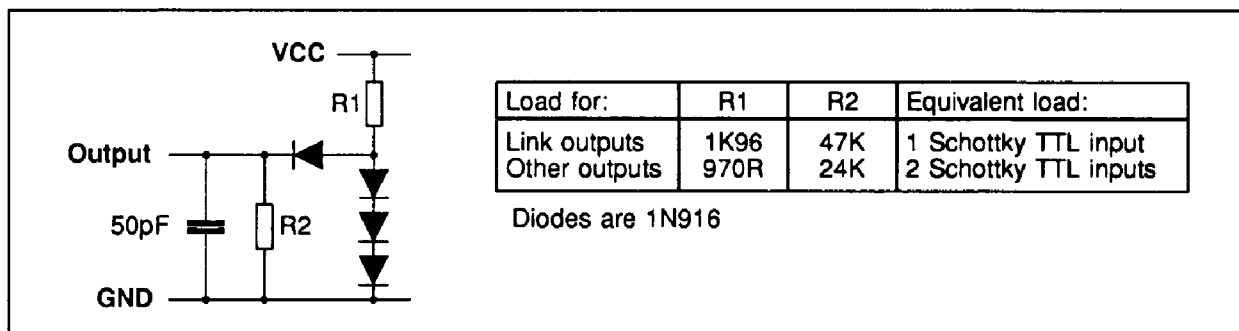 VCC
R1
Output
50pF
R2
GND
Load for: R1 R2 Equivalent load:
Link outputs 1K96 47K 1 Schottky TTL input
Other outputs 970R 24K 2 Schottky TTL inputs
Diodes are 1N916